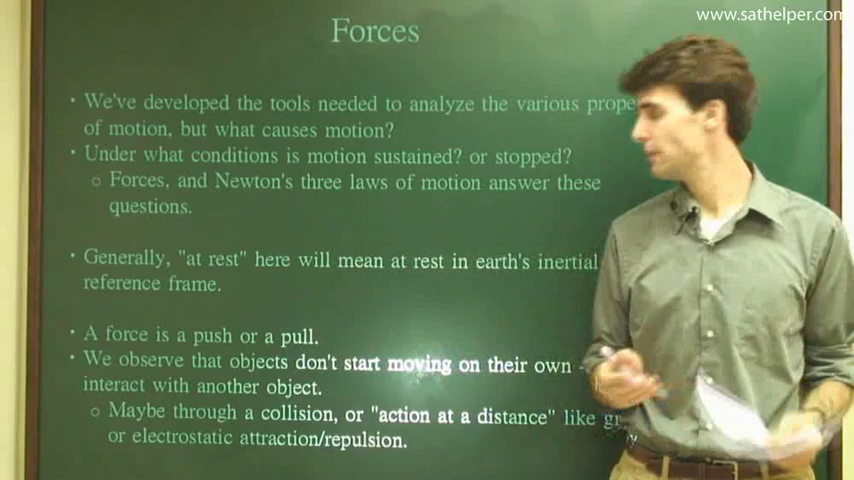 www.sathelper.com
Forces
• We've developed the tools needed to analyze the various prope
of motion, but what causes motion?
• Under what conditions is motion sustained? or stopped?
o Forces, and Newton's three laws of motion answer these
questions.
• Generally, "at rest" here will mean at rest in earth's inertial
reference frame.
• A force is a push or a pull.
• We observe that objects don't start moving on their own -
interact with another object.
o Maybe through a collision, or "action at a distance" like gr
or electrostatic attraction/repulsion.